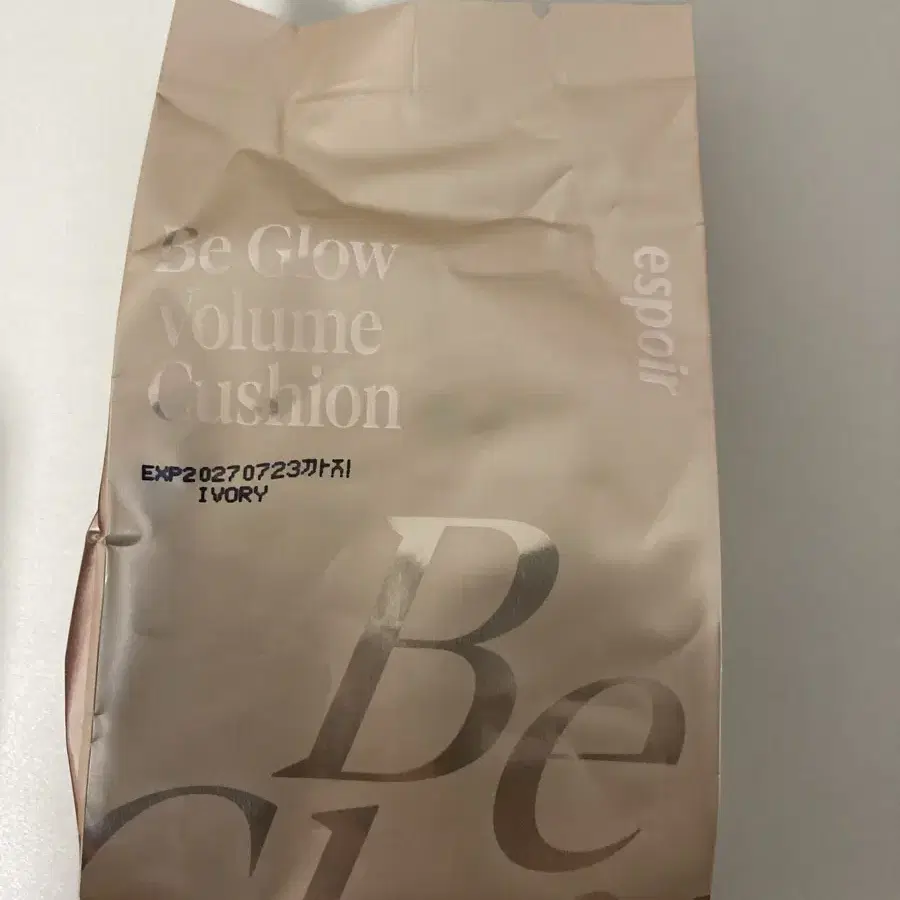 Be Glow
Volume
Cushion
espoir
EXP20270723까지
IVORY
Be
Gl